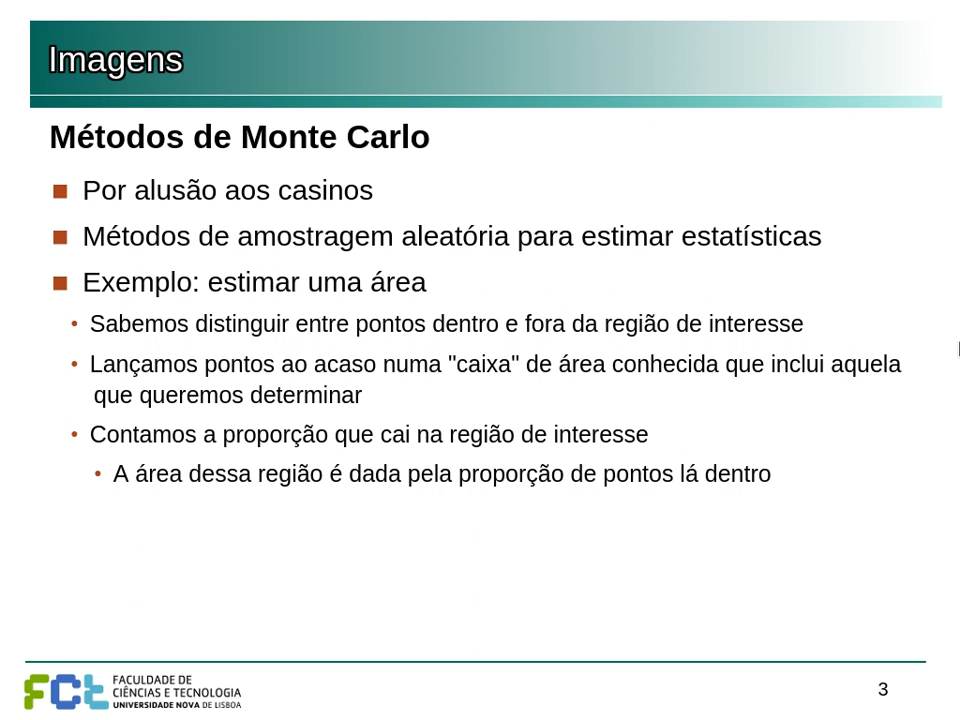 Imagens
Métodos de Monte Carlo
Por alusão aos casinos
Métodos de amostragem aleatória para estimar estatísticas
Exemplo: estimar uma área
• Sabemos distinguir entre pontos dentro e fora da região de interesse
• Lançamos pontos ao acaso numa "caixa" de área conhecida que inclui aquela
que queremos determinar
• Contamos a proporção que cai na região de interesse
• A área dessa região é dada pela proporção de pontos lá dentro
FCt
FACULDADE DE
CIÊNCIAS E TECNOLOGIA
UNIVERSIDADE NOVA DE LISBOA
3